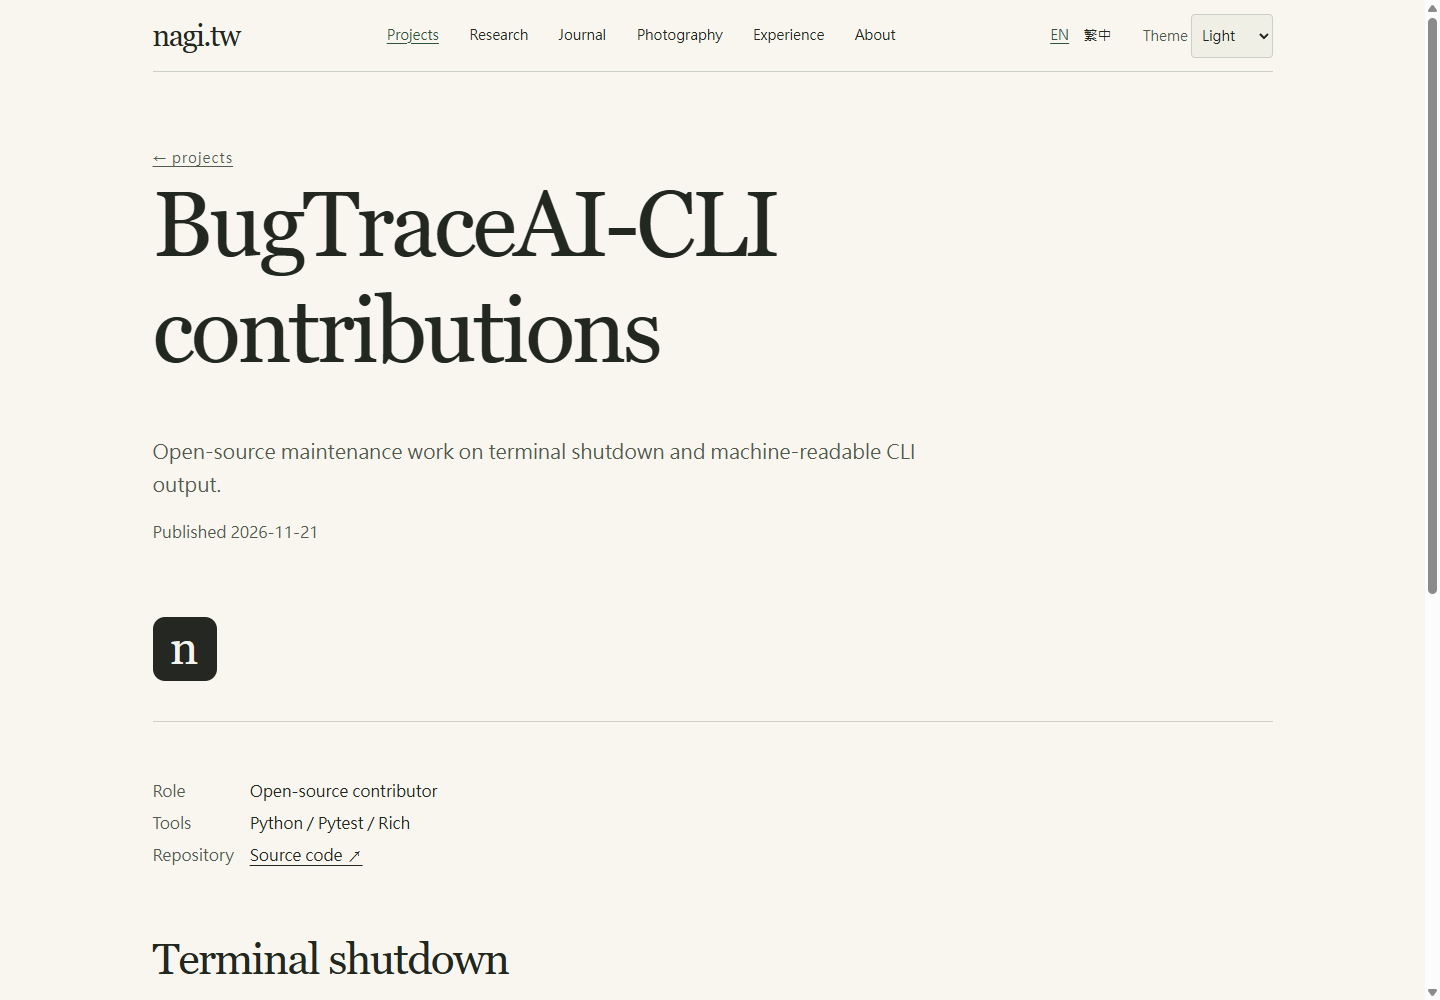 nagi.tw
Projects Research Journal Photography Experience About
EN 繁中 Theme Light
← projects
BugTraceAI-CLI
contributions
Open-source maintenance work on terminal shutdown and machine-readable CLI
output.
Published 2026-11-21
n
Role Open-source contributor
Tools Python / Pytest / Rich
Repository Source code ↗
Terminal shutdown